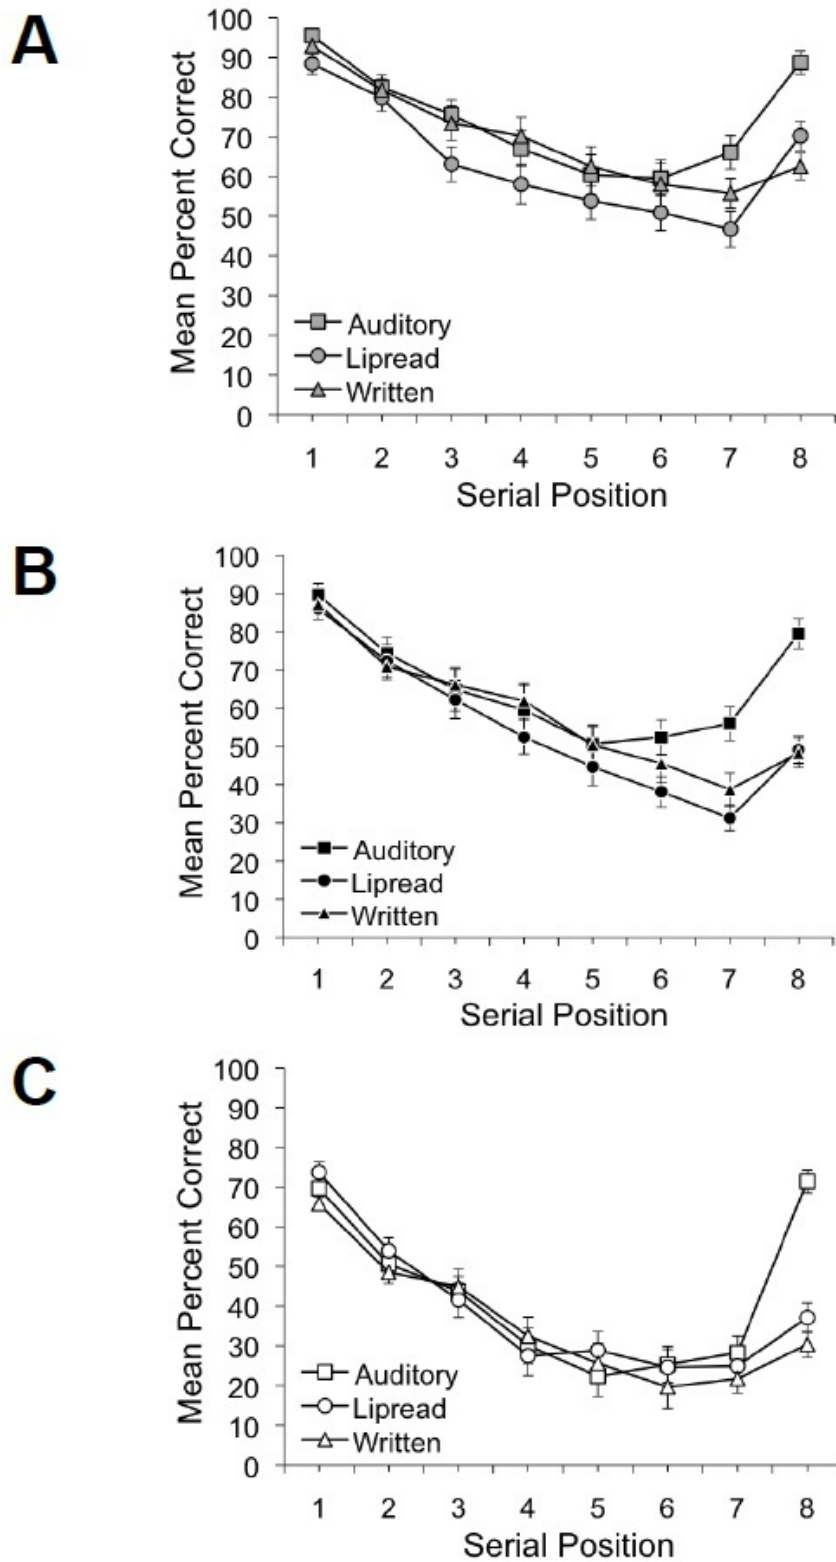 A
Mean Percent Correct
100
90
80
70
60
50
40
30
20
10
0
Auditory
Lipread
Written
1 2 3 4 5 6 7 8
Serial Position
B
Mean Percent Correct
100
90
80
70
60
50
40
30
20
10
0
Auditory
Lipread
Written
1 2 3 4 5 6 7 8
Serial Position
C
Mean Percent Correct
100
90
80
70
60
50
40
30
20
10
0
Auditory
Lipread
Written
1 2 3 4 5 6 7 8
Serial Position